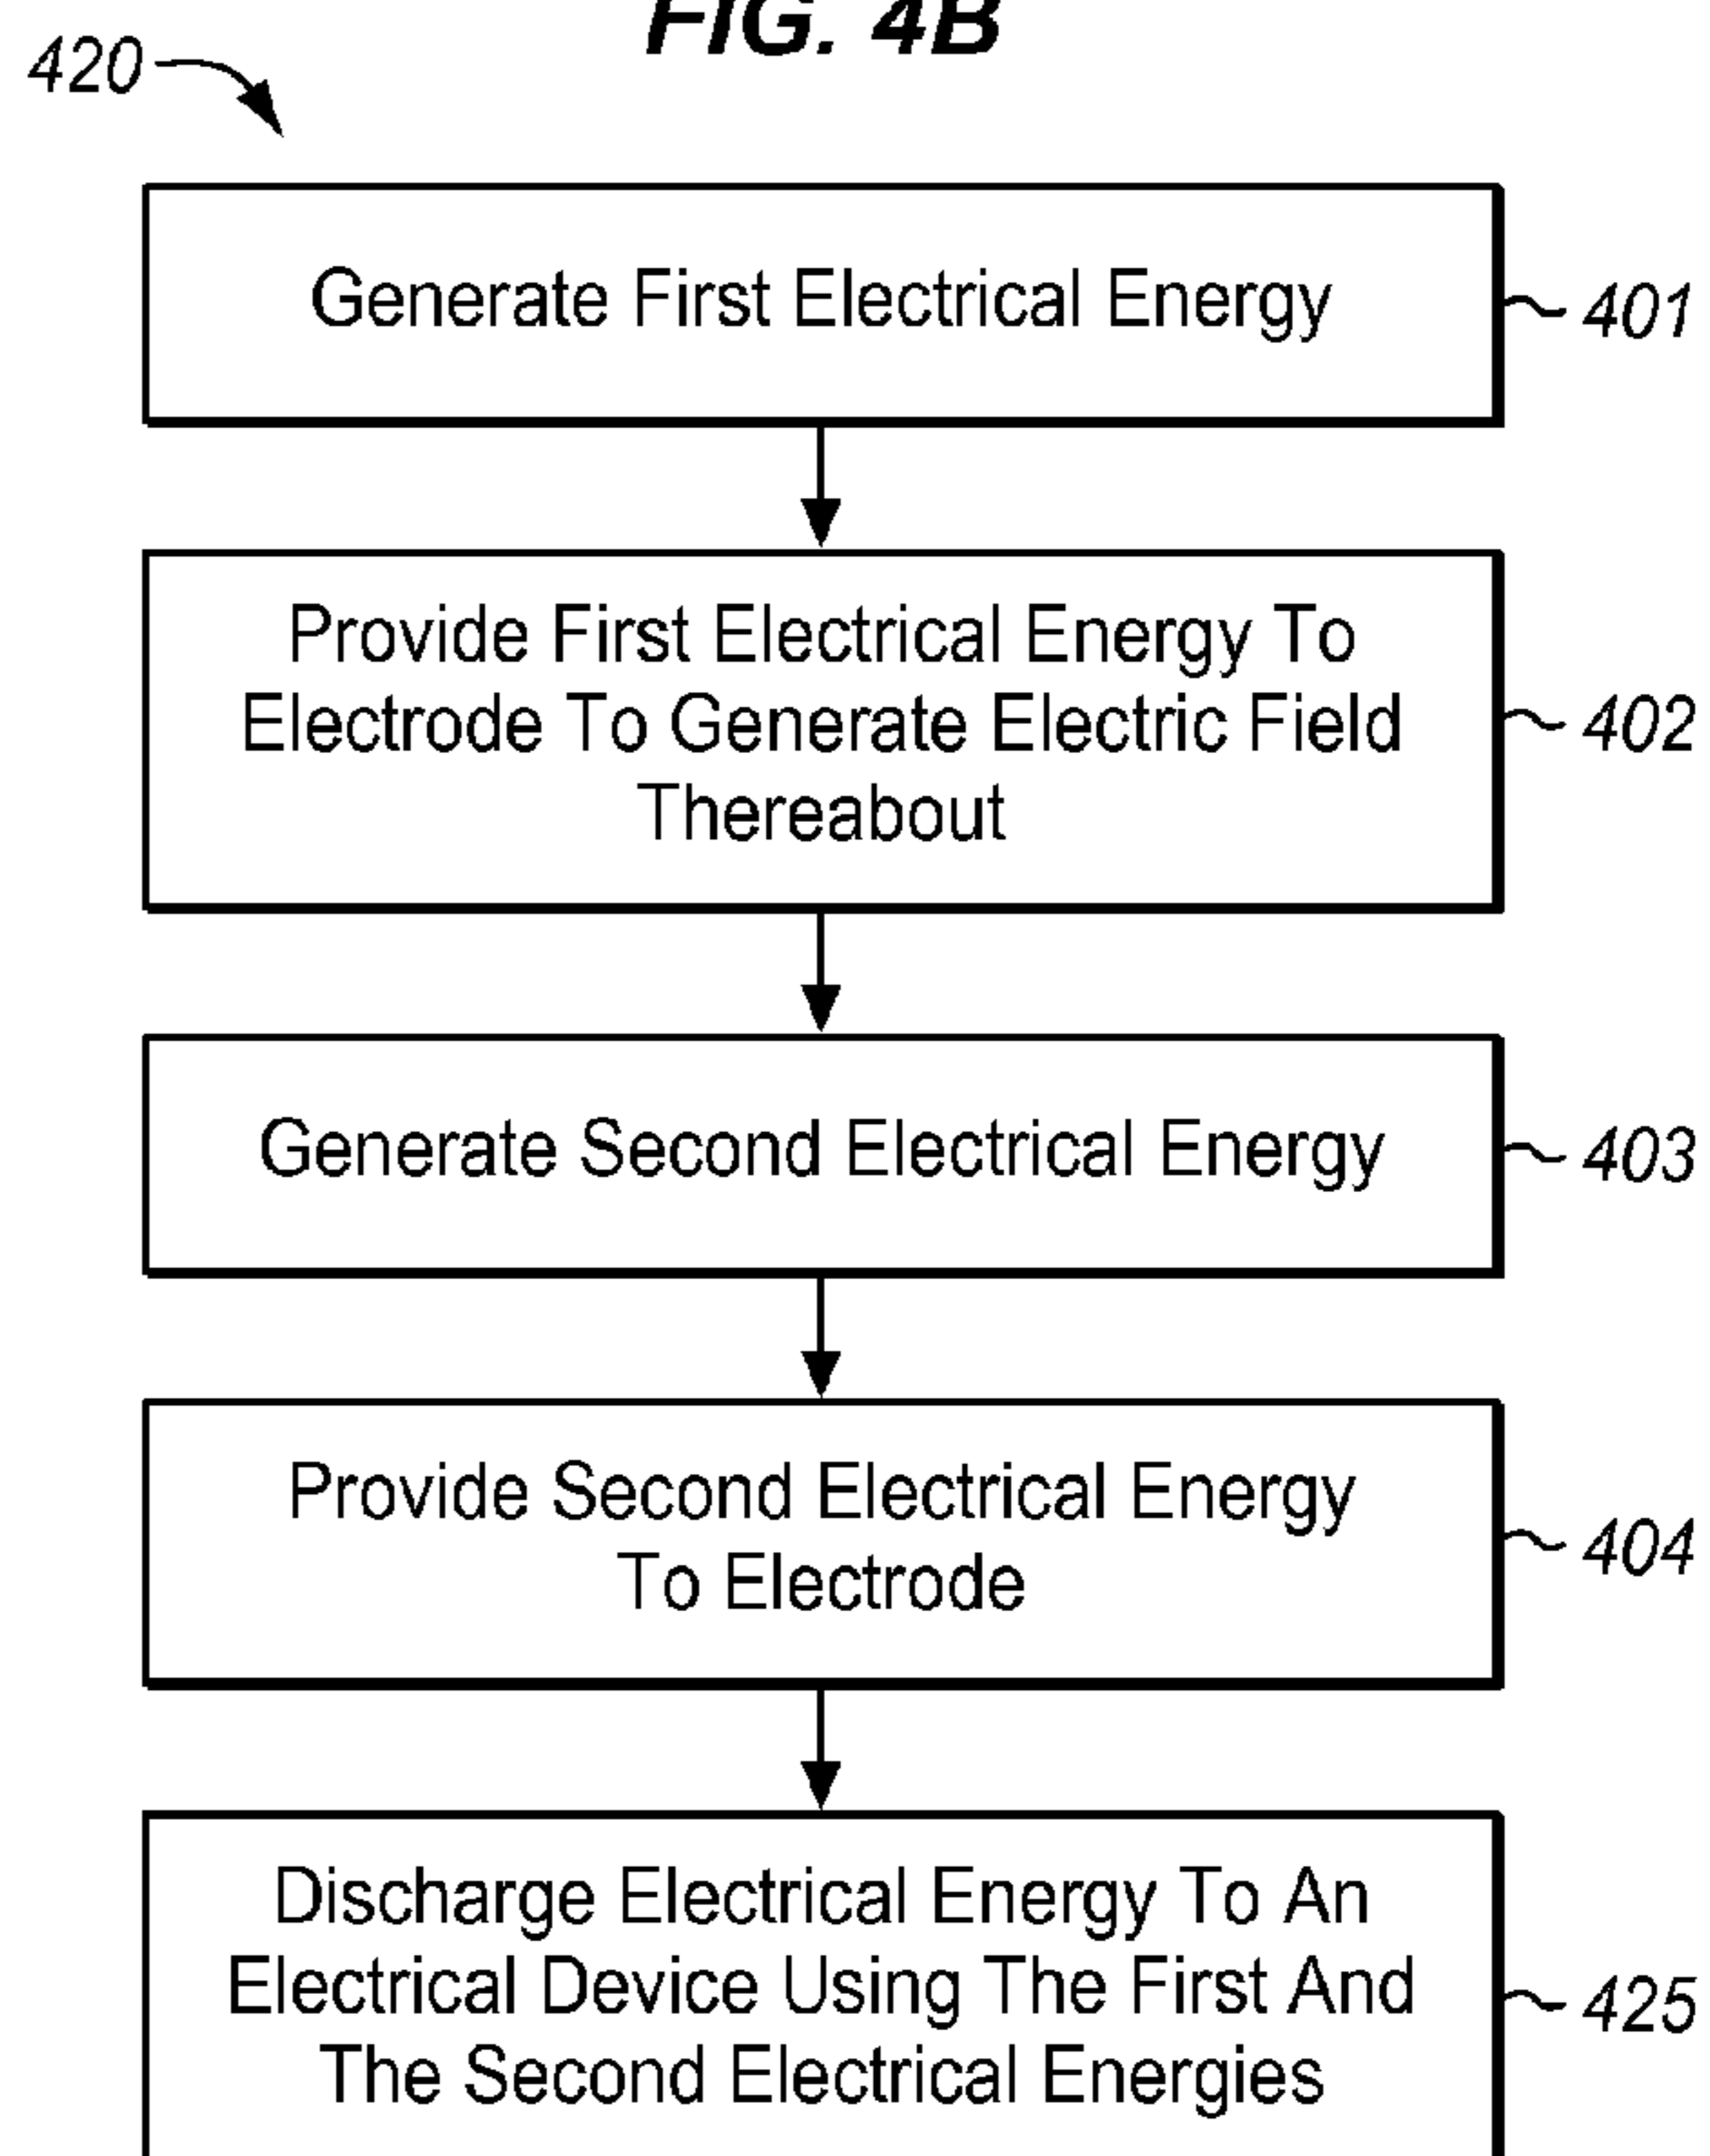 FIG. 4B
420
Generate First Electrical Energy
401
Provide First Electrical Energy To
Electrode To Generate Electric Field
Thereabout
402
Generate Second Electrical Energy
403
Provide Second Electrical Energy
To Electrode
404
Discharge Electrical Energy To An
Electrical Device Using The First And
The Second Electrical Energies
425